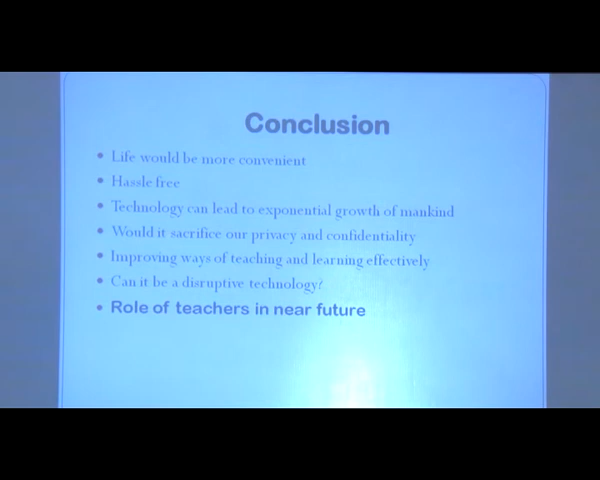 Conclusion
• Life would be more convenient
• Hassle free
• Technology can lead to exponential growth of mankind
• Would it sacrifice our privacy and confidentiality
• Improving ways of teaching and learning effectively
• Can it be a disruptive technology?
• Role of teachers in near future